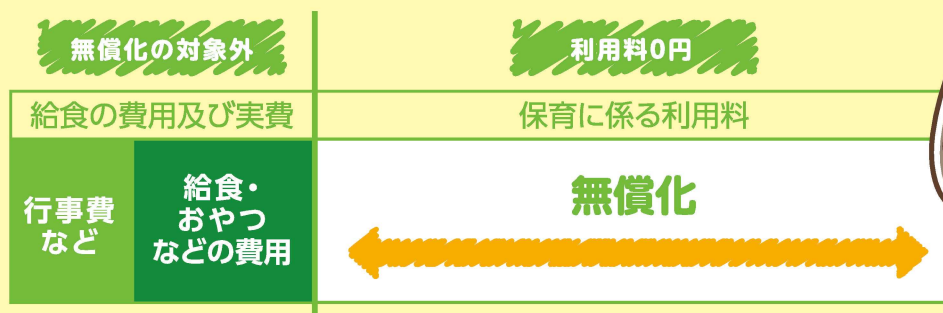 無償化の対象外
利用料0円
給食の費用及び実費
保育に係る利用料
行事費
など
給食・
おやつ
などの費用
無償化